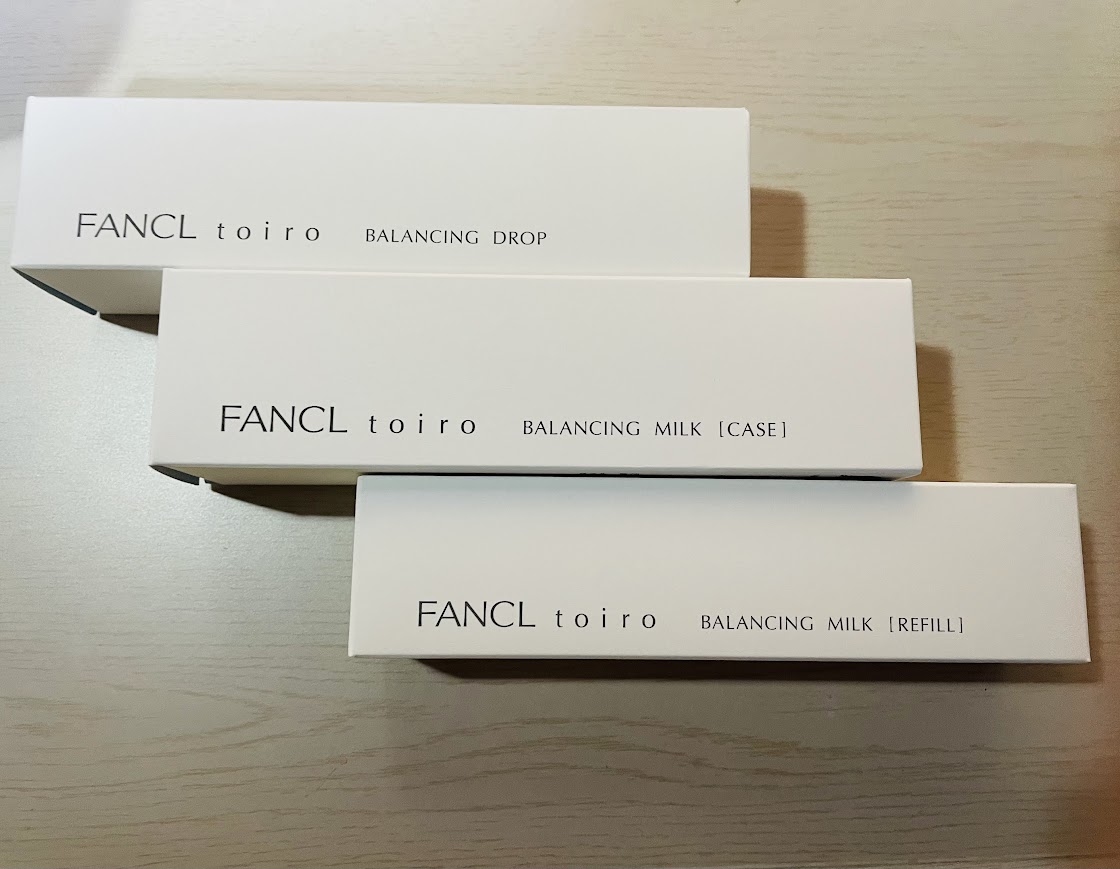 FANCL toiro BALANCING DROP
FANCL toiro BALANCING MILK [CASE]
FANCL toiro BALANCING MILK [REFILL]